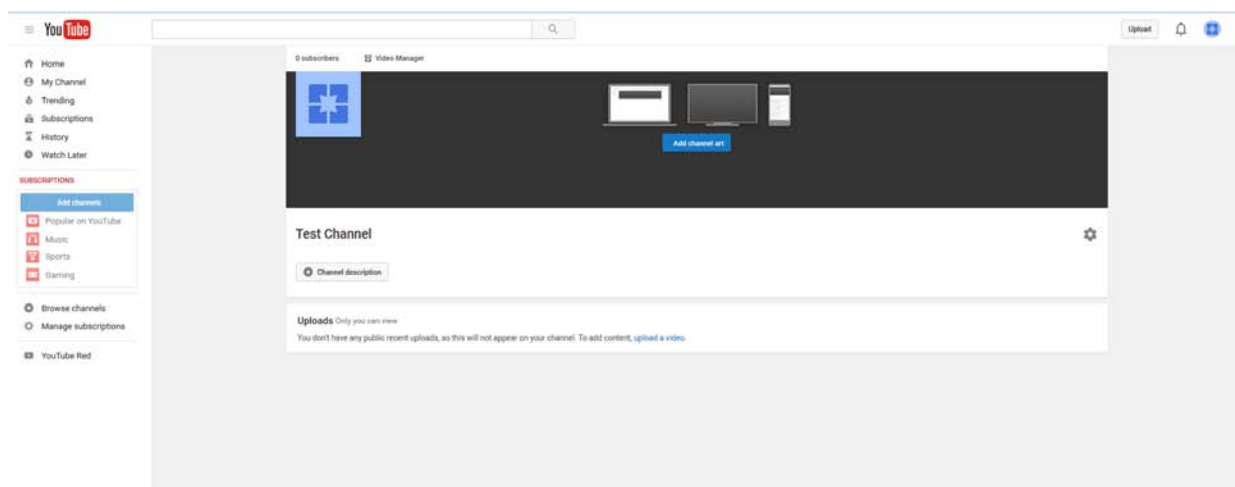 YouTube
Upload
Home
My Channel
Trending
Subscriptions
History
Watch Later
SUBSCRIPTIONS
Add channels
Popular on YouTube
Music
Sports
Gaming
Browse channels
Manage subscriptions
YouTube Red
0 subscribers Video Manager
Add channel art
Test Channel
Channel description
Uploads Only you can view
You don't have any public recent uploads, so this will not appear on your channel. To add content, upload a video.